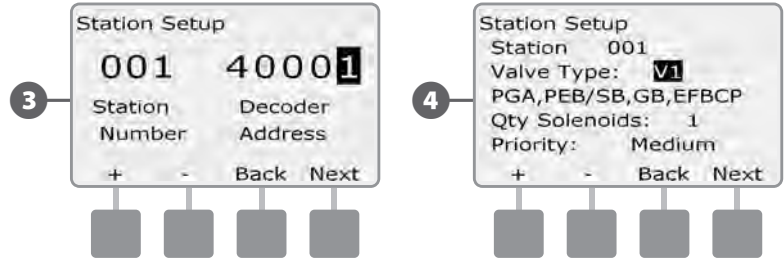 3
Station Setup
001 40001
Station Decoder
Number Address
+ - Back Next
4
Station Setup
Station 001
Valve Type: V1
PGA,PEB/SB,GB,EFBCP
Qty Solenoids: 1
Priority: Medium
+ - Back Next